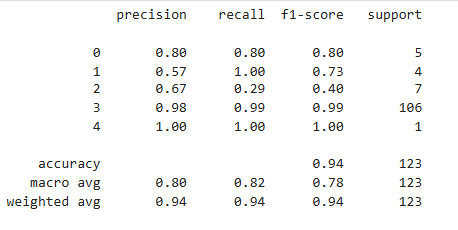 precision recall f1-score support
0 0.80 0.80 0.80 5
1 0.57 1.00 0.73 4
2 0.67 0.29 0.40 7
3 0.98 0.99 0.99 106
4 1.00 1.00 1.00 1
accuracy 0.94 123
macro avg 0.80 0.82 0.78 123
weighted avg 0.94 0.94 0.94 123